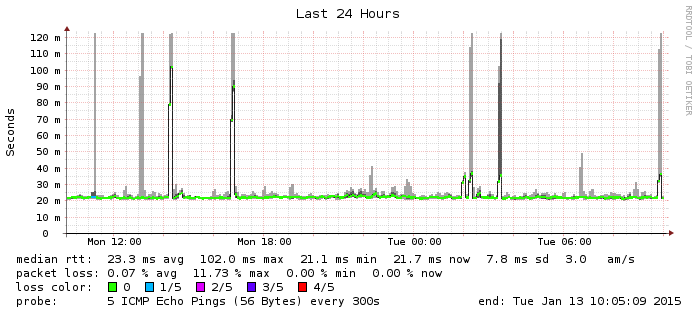 Last 24 Hours
RRDTOOL / TOBI OETIKER
Seconds
120 m
110 m
100 m
90 m
80 m
70 m
60 m
50 m
40 m
30 m
20 m
10 m
0
Mon 12:00 Mon 18:00 Tue 00:00 Tue 06:00
median rtt: 23.3 ms avg 102.0 ms max 21.1 ms min 21.7 ms now 7.8 ms sd 3.0 am/s
packet loss: 0.07 % avg 11.73 % max 0.00 % min 0.00 % now
loss color: 0 1/5 2/5 3/5 4/5
probe: 5 ICMP Echo Pings (56 Bytes) every 300s end: Tue Jan 13 10:05:09 2015